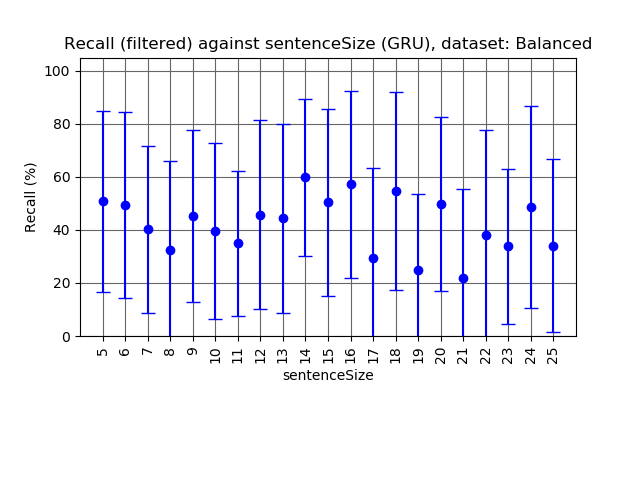 Recall (filtered) against sentenceSize (GRU), dataset: Balanced
100
80
60
40
20
0
Recall (%)
5 6 7 8 9 10 11 12 13 14 15 16 17 18 19 20 21 22 23 24 25
sentenceSize